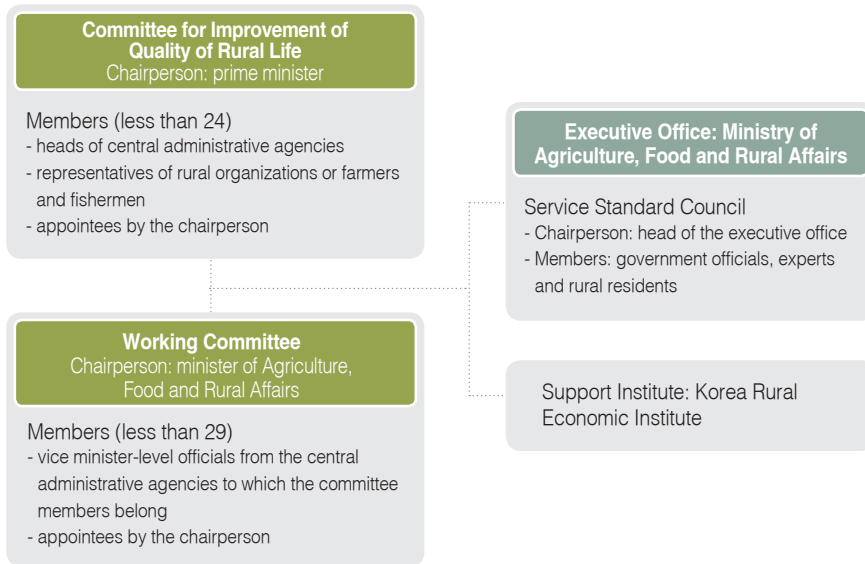 Committee for Improvement of
Quality of Rural Life
Chairperson: prime minister
Members (less than 24)
- heads of central administrative agencies
- representatives of rural organizations or farmers
and fishermen
- appointees by the chairperson
Working Committee
Chairperson: minister of Agriculture,
Food and Rural Affairs
Members (less than 29)
- vice minister-level officials from the central
administrative agencies to which the committee
members belong
- appointees by the chairperson
Executive Office: Ministry of
Agriculture, Food and Rural Affairs
Service Standard Council
- Chairperson: head of the executive office
- Members: government officials, experts
and rural residents
Support Institute: Korea Rural
Economic Institute